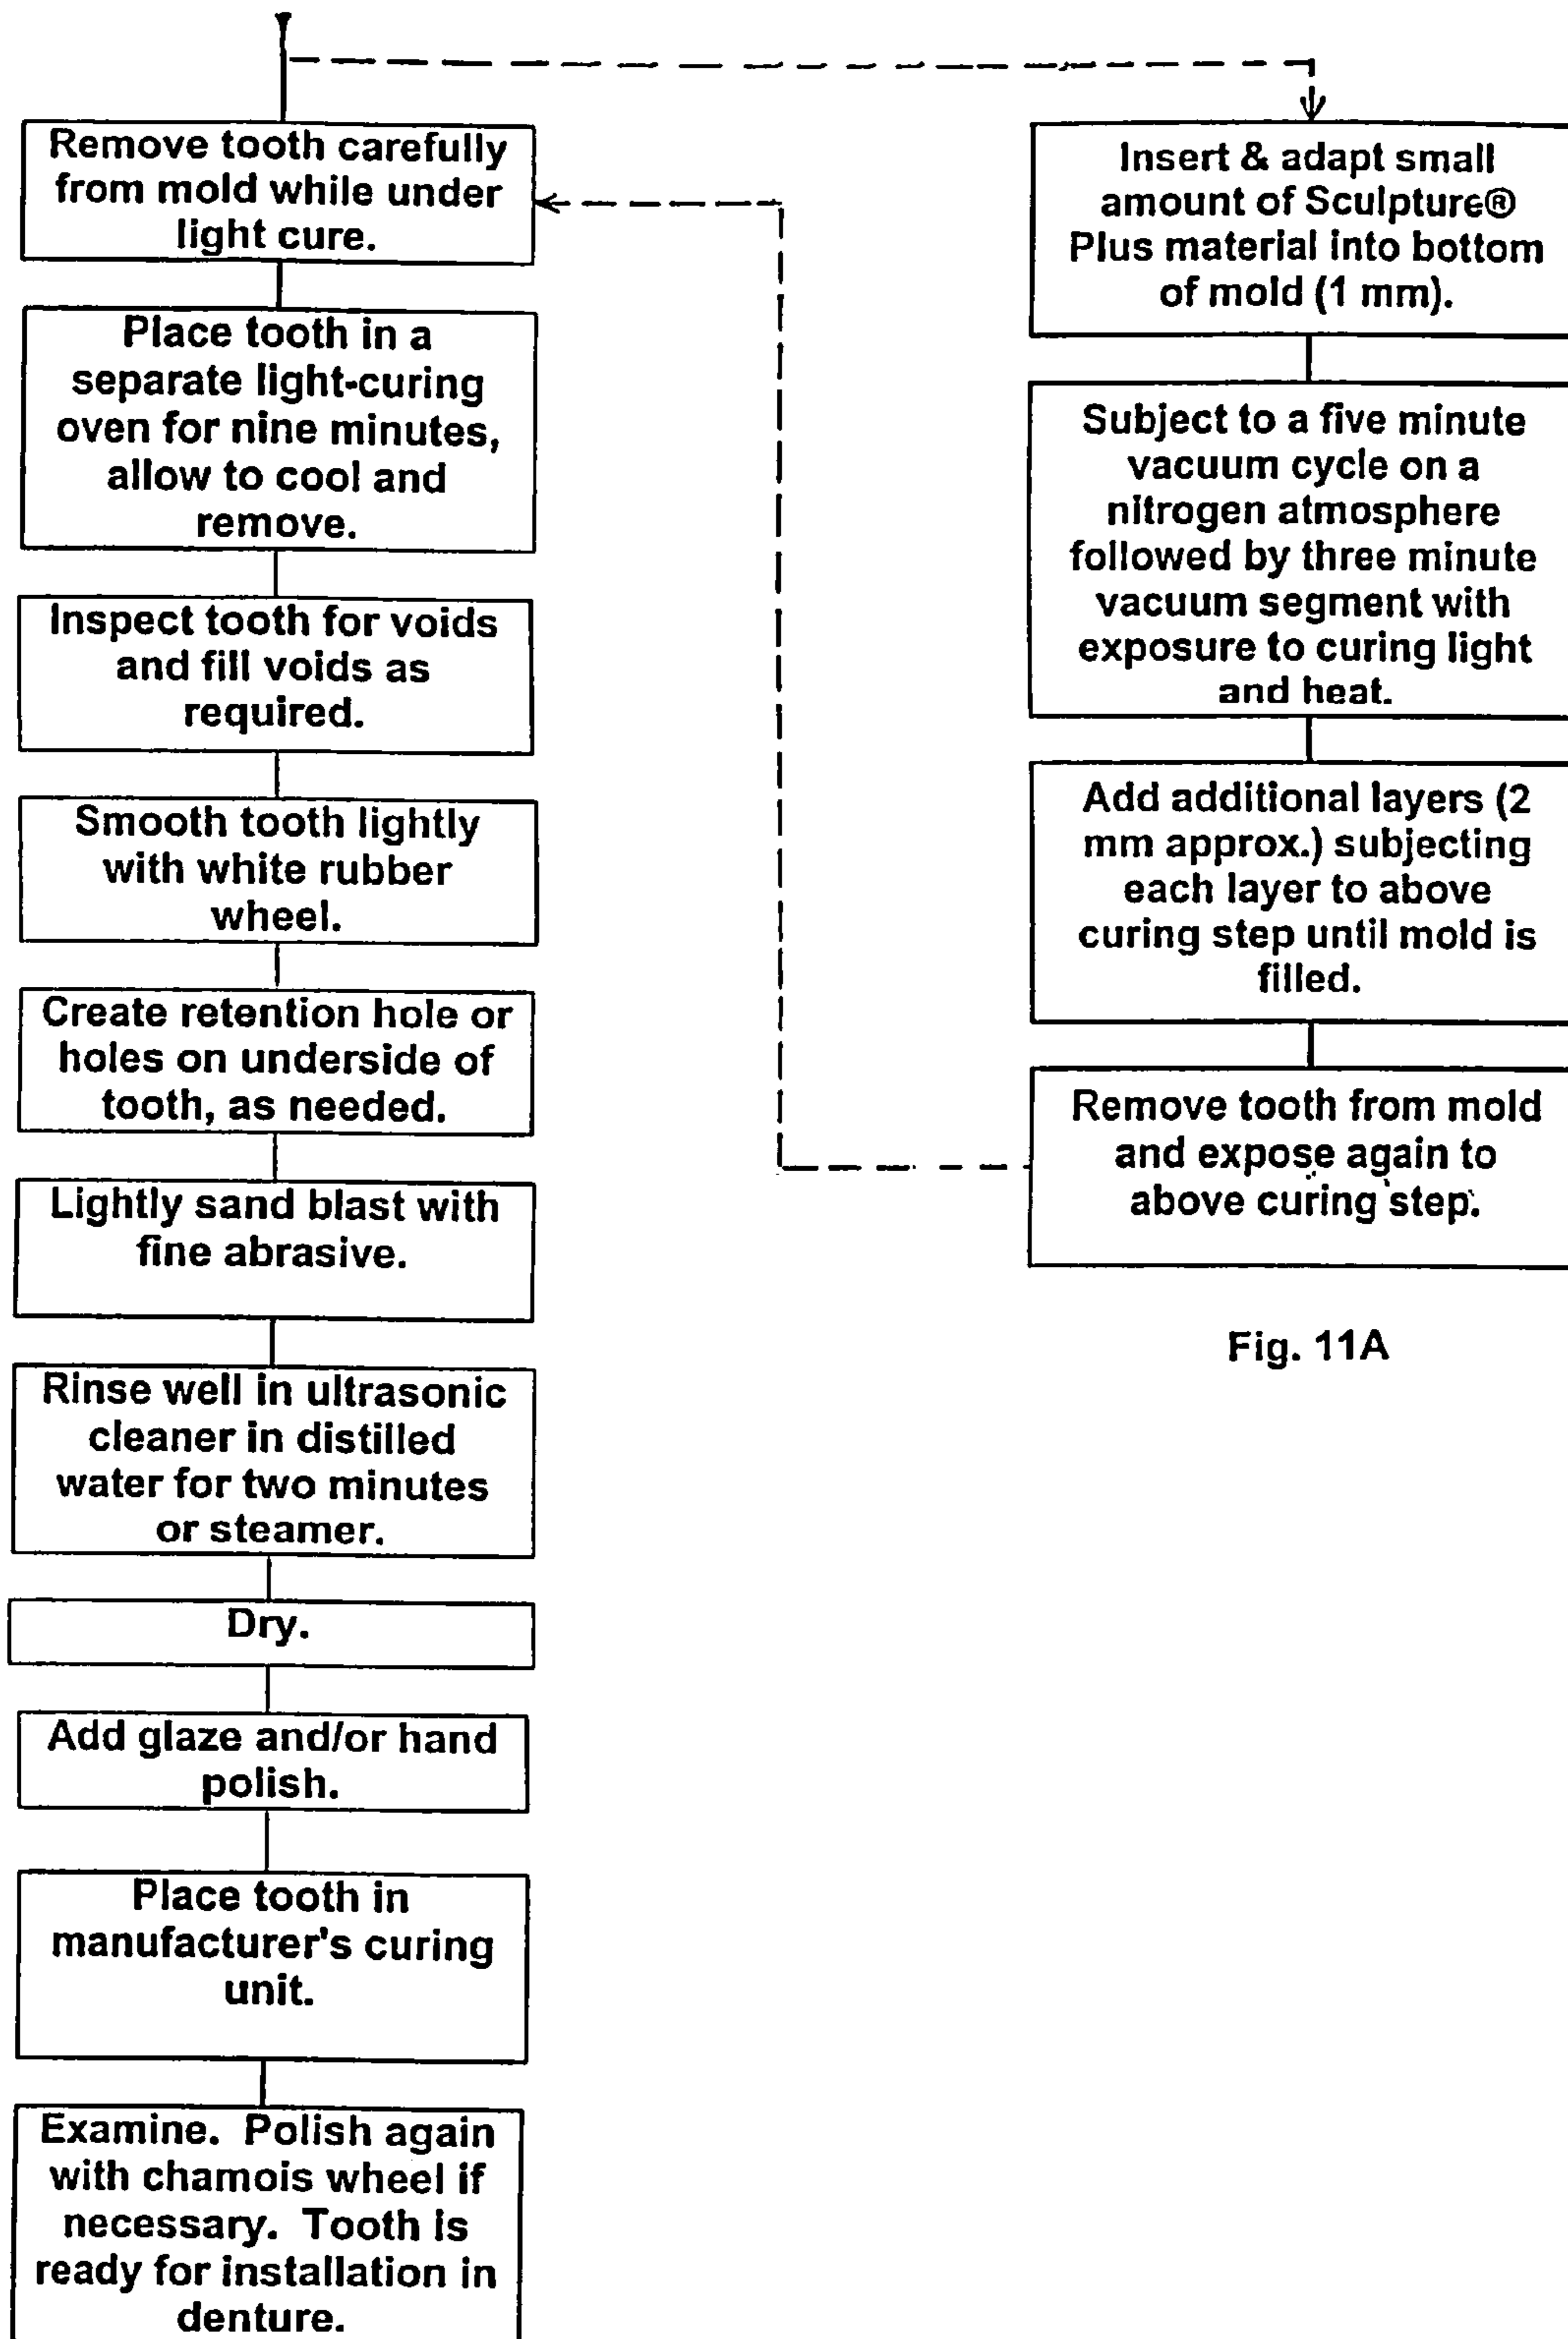 Remove tooth carefully
from mold while under
light cure.
Place tooth in a
separate light-curing
oven for nine minutes,
allow to cool and
remove.
Inspect tooth for voids
and fill voids as
required.
Smooth tooth lightly
with white rubber
wheel.
Create retention hole or
holes on underside of
tooth, as needed.
Lightly sand blast with
fine abrasive.
Rinse well in ultrasonic
cleaner in distilled
water for two minutes
or steamer.
Dry.
Add glaze and/or hand
polish.
Place tooth in
manufacturer's curing
unit.
Examine. Polish again
with chamois wheel if
necessary. Tooth is
ready for installation in
denture.
Insert & adapt small
amount of Sculpture®
Plus material into bottom
of mold (1 mm).
Subject to a five minute
vacuum cycle on a
nitrogen atmosphere
followed by three minute
vacuum segment with
exposure to curing light
and heat.
Add additional layers (2
mm approx.) subjecting
each layer to above
curing step until mold is
filled.
Remove tooth from mold
and expose again to
above curing step.
Fig. 11A